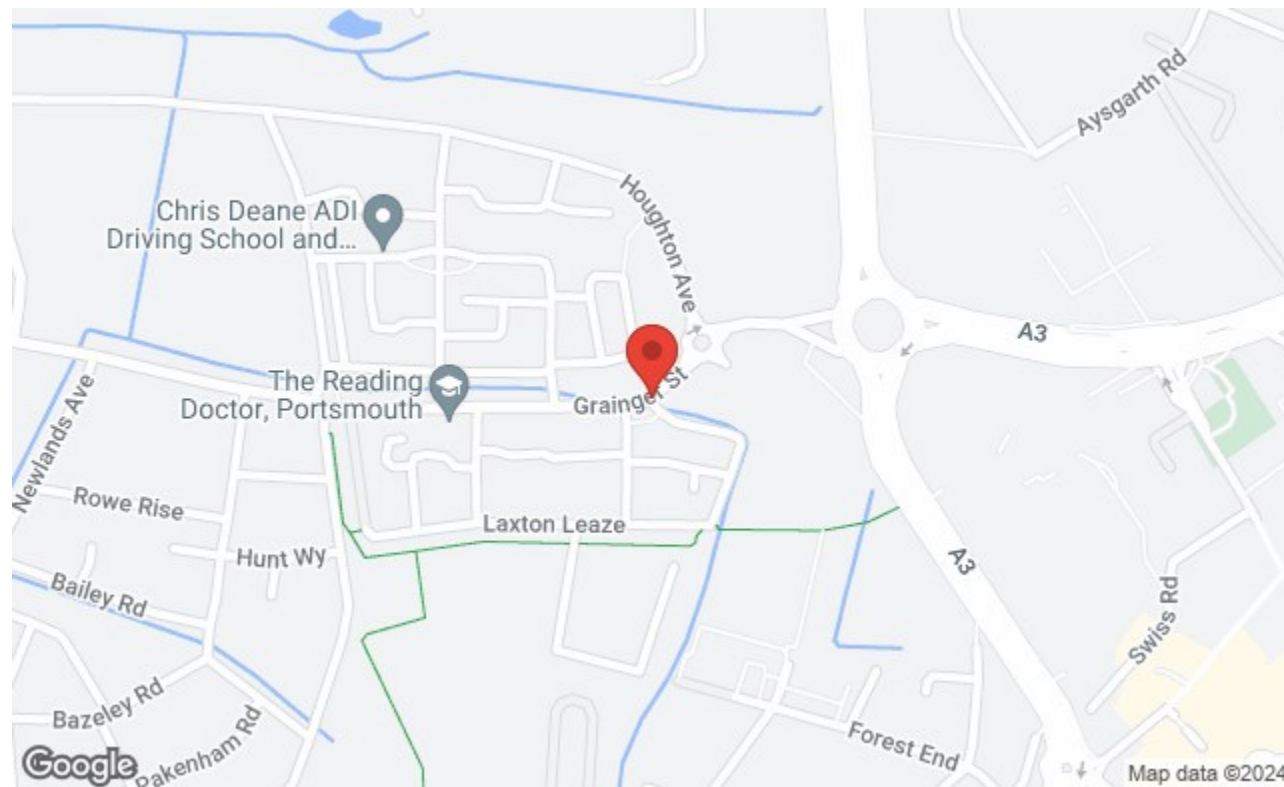 Aysgarth Rd
Houghton Ave
Chris Deane ADI
Driving School and...
A3
The Reading
Doctor, Portsmouth
Grainger St
Newlands Ave
Rowe Rise
Laxton Leaze
Hunt Wy
A3
Bailey Rd
Swiss Rd
Bazeley Rd
Pakenham Rd
Forest End
Google
Map data ©2024